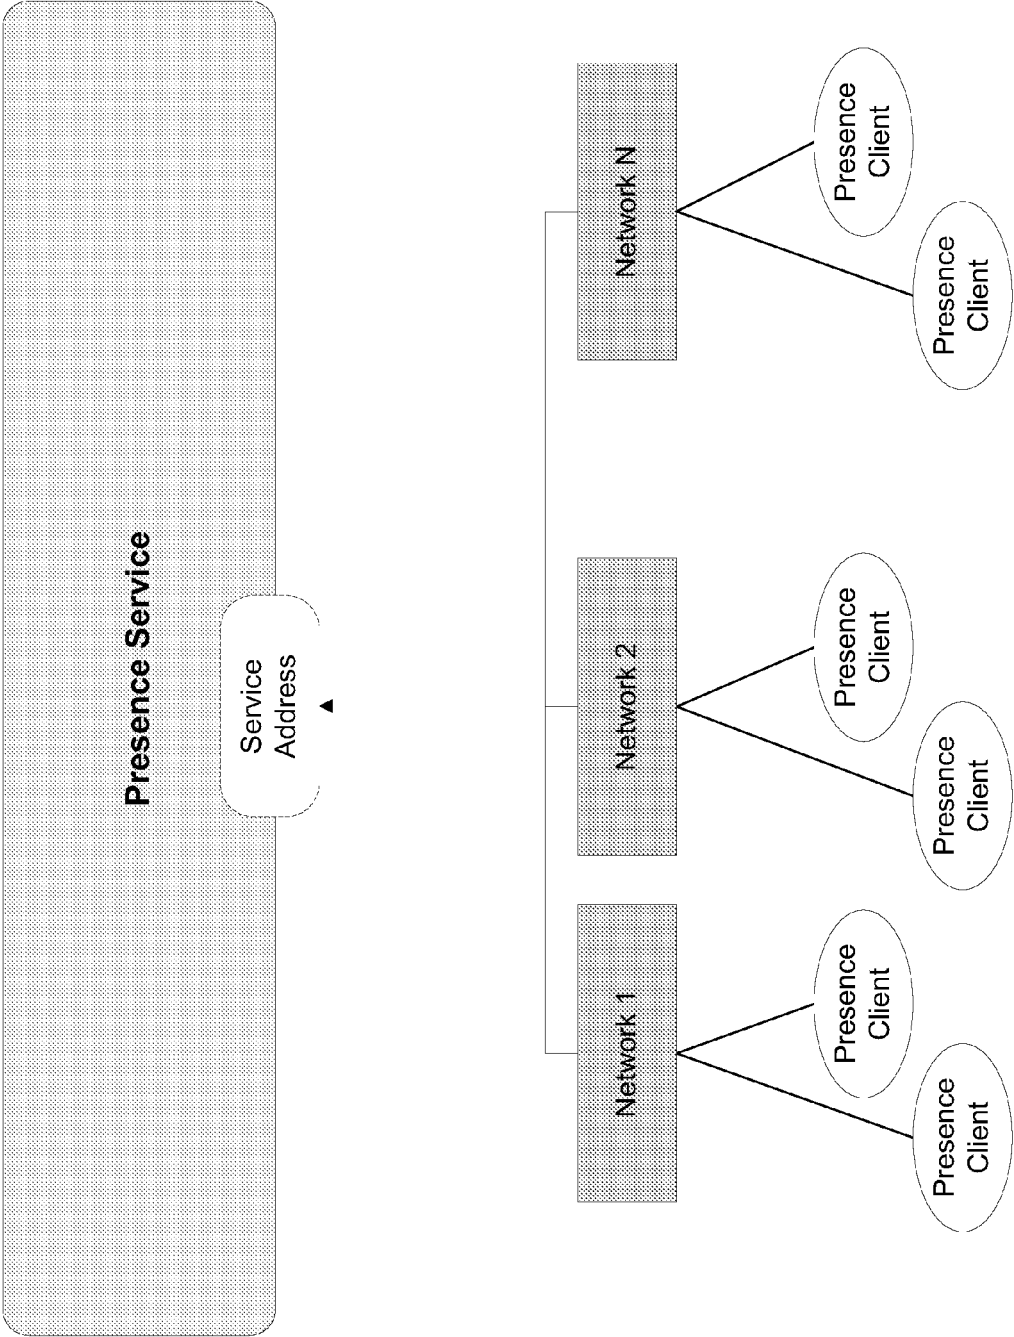 Presence Service
Service
Address
Network 1
Network 2
Network N
Presence
Client
Presence
Client
Presence
Client
Presence
Client
Presence
Client
Presence
Client